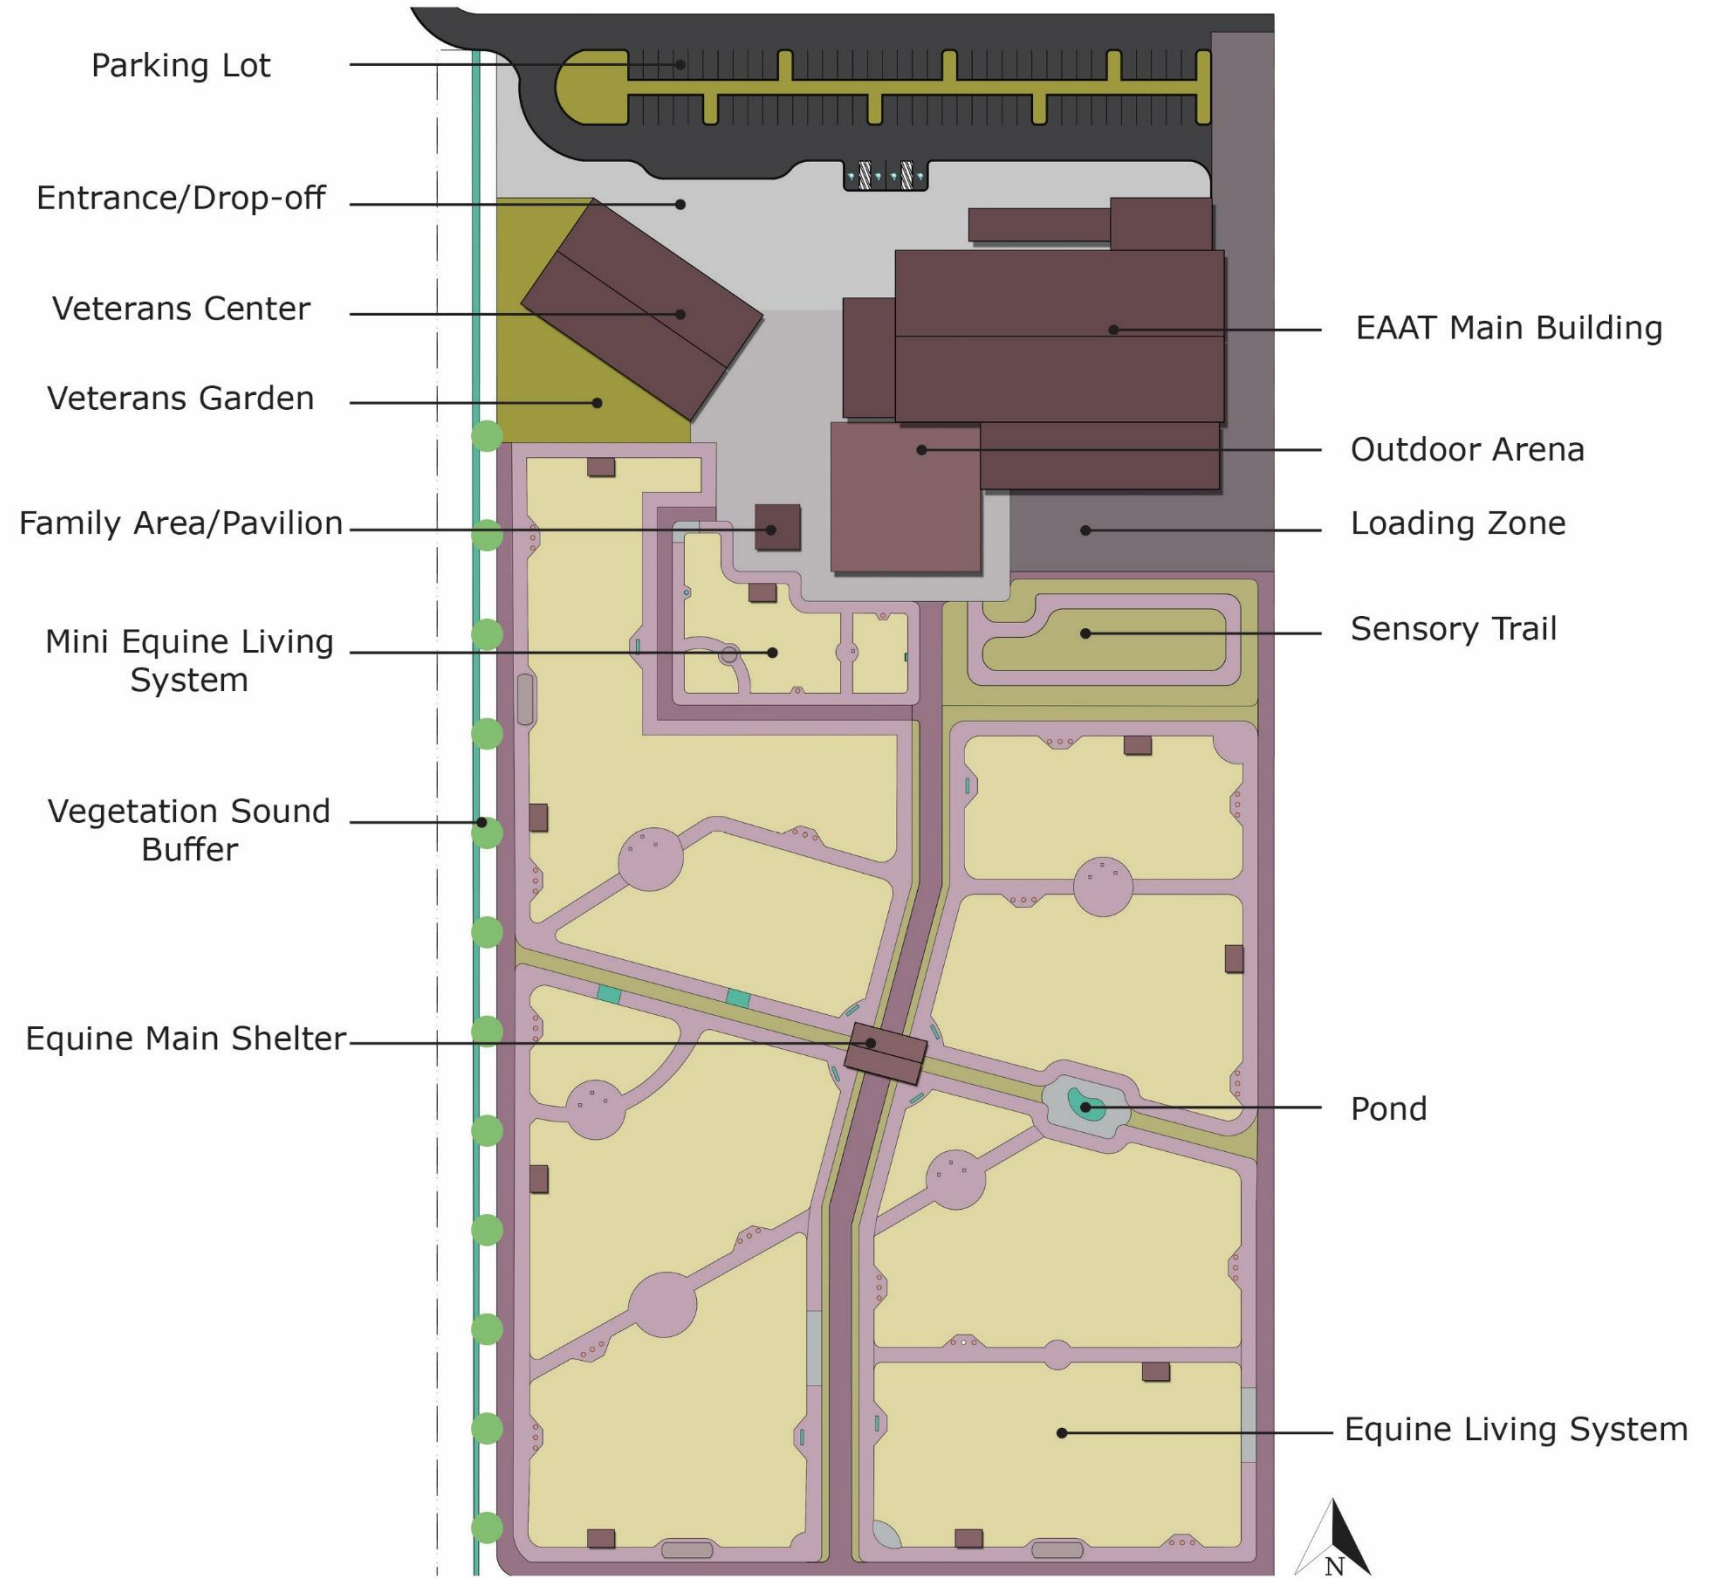 Parking Lot
Entrance/Drop-off
Veterans Center
EAAT Main Building
Veterans Garden
Outdoor Arena
Family Area/Pavilion
Loading Zone
Mini Equine Living
System
Sensory Trail
Vegetation Sound
Buffer
Equine Main Shelter
Pond
Equine Living System
N